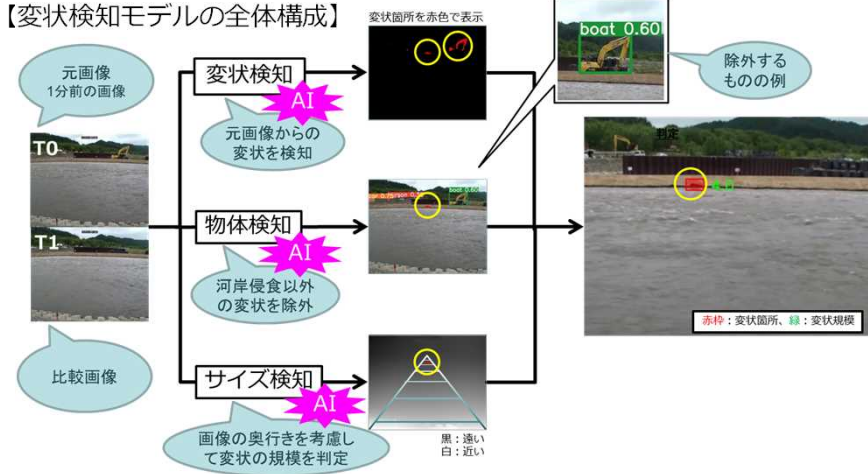 【変状検知モデルの全体構成】
変状箇所を赤色で表示
boat 0.60
除外する
ものの例
元画像
1分前の画像
変状検知
AI
元画像からの
変状を検知
T0
T1
物体検知
AI
河岸侵食以外
の変状を除外
boat 0.60
判定
4.0
赤枠：変状箇所、緑：変状規模
比較画像
サイズ検知
AI
画像の奥行きを考慮し
て変状の規模を判定
黒：遠い
白：近い